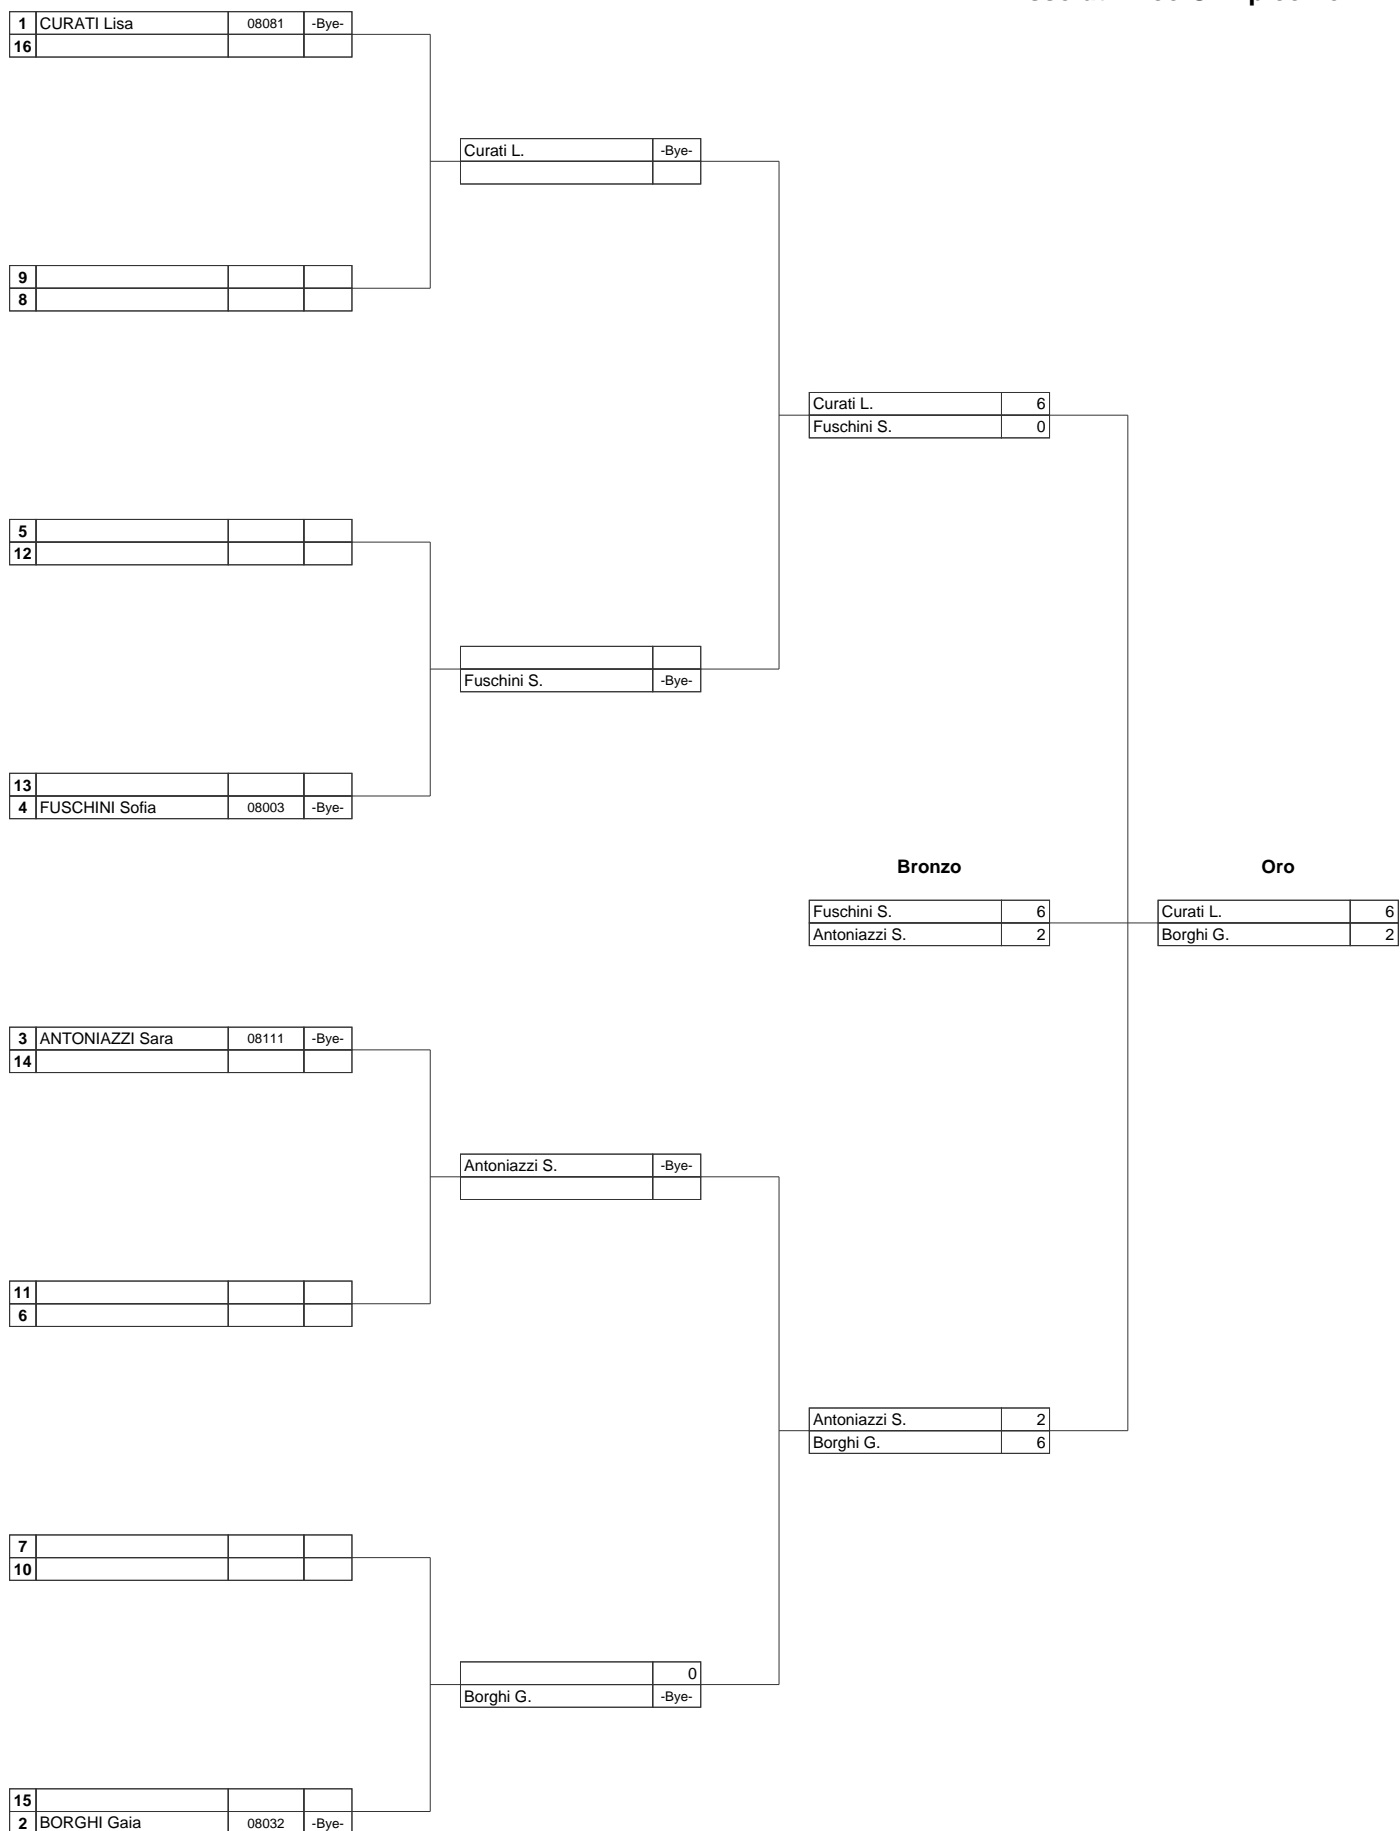 1 CURATI Lisa 08081 -Bye-
16
Curati L. -Bye-
9
8
Curati L. 6
Fuschini S. 0
5
12
Fuschini S. -Bye-
13
4 FUSCHINI Sofia 08003 -Bye-
Bronzo Oro
Fuschini S. 6 Curati L. 6
Antoniazzi S. 2 Borghi G. 2
3 ANTONIAZZI Sara 08111 -Bye-
14
Antoniazzi S. -Bye-
11
6
Antoniazzi S. 2
Borghi G. 6
7
10
0
Borghi G. -Bye-
15
2 BORGHI Gaia 08032 -Bye-